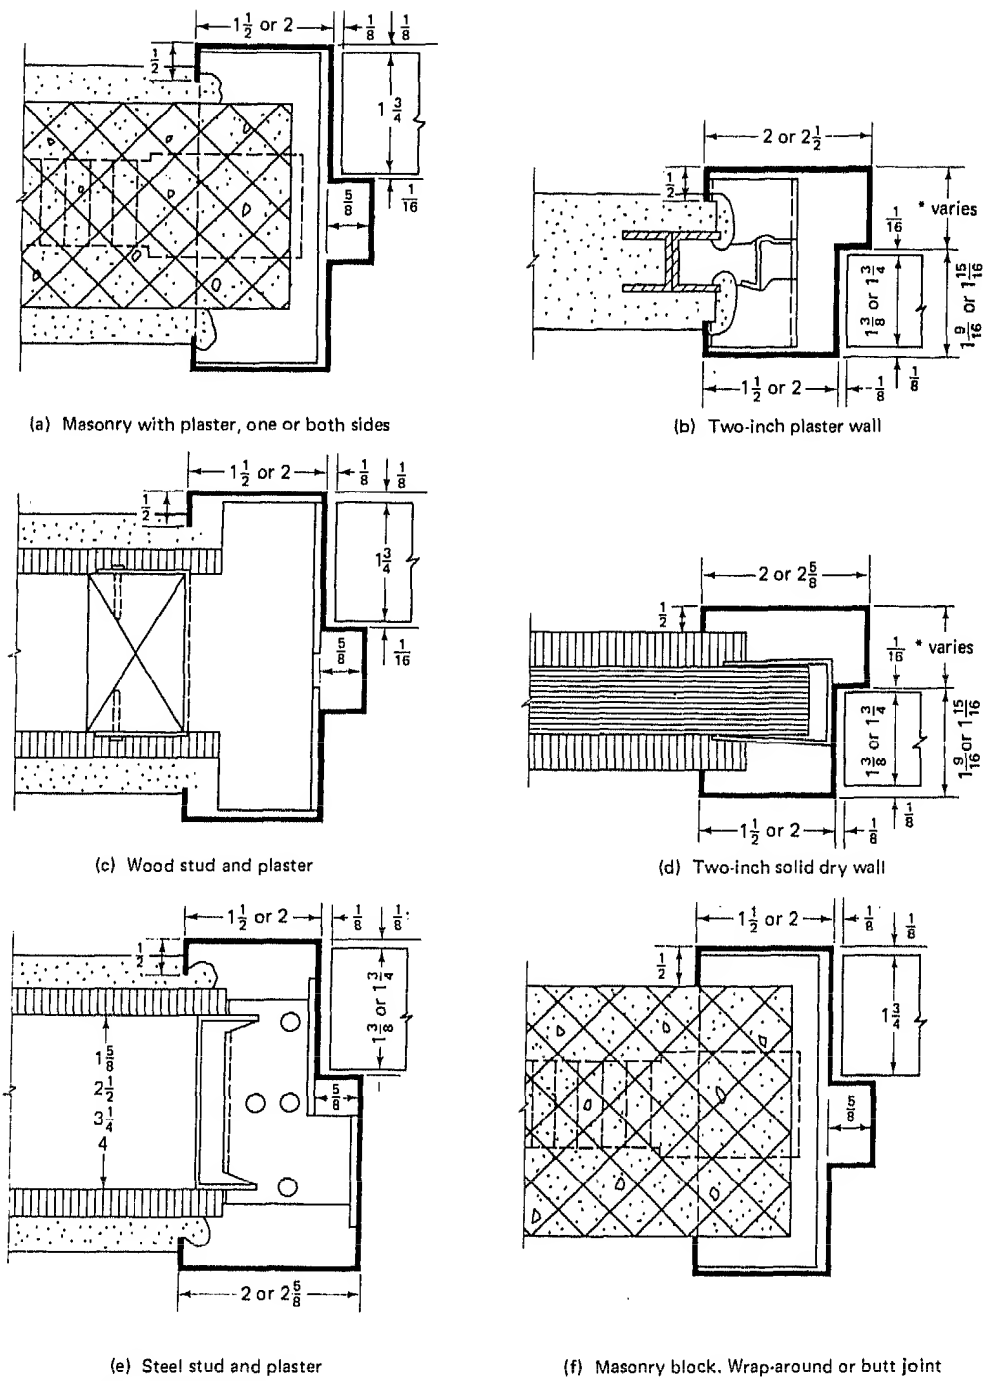 1 1/2 or 2
1/8
1/8
1/2
1 3/4
5/8
1/16
(a) Masonry with plaster, one or both sides
2 or 2 1/2
1/2
1/16
* varies
1 3/8 or 1 3/4
1 9/16 or 1 15/16
1 1/2 or 2
1/8
1/8
(b) Two-inch plaster wall
1 1/2 or 2
1/8
1/8
1/2
1 3/4
5/8
1/16
(c) Wood stud and plaster
2 or 2 5/8
1/2
1/16
* varies
1 3/8 or 1 3/4
1 9/16 or 1 15/16
1 1/2 or 2
1/8
1/8
(d) Two-inch solid dry wall
1 1/2 or 2
1/8
1/8
1/2
1 3/8 or 1 3/4
1 5/8
2 1/2
3 1/4
4
5/8
2 or 2 5/8
(e) Steel stud and plaster
1 1/2 or 2
1/8
1/8
1/2
1 3/4
5/8
(f) Masonry block. Wrap-around or butt joint